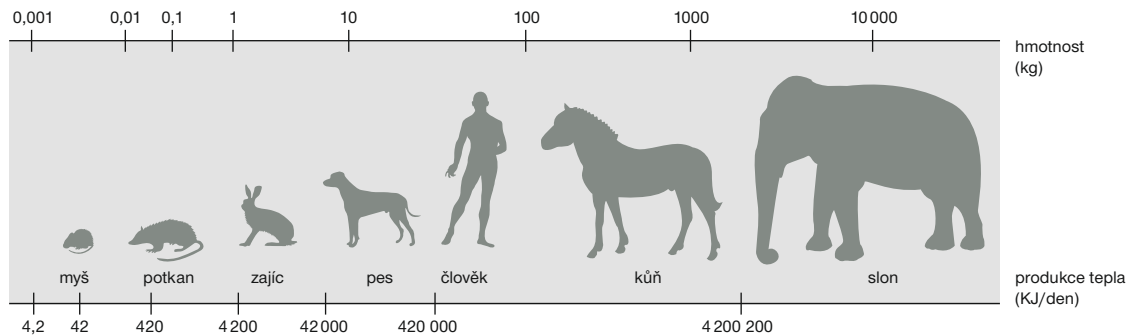 0,001 0,01 0,1 1 10 100 1000 10 000
hmotnost
(kg)
myš potkan zajíc pes člověk kůň slon
produkce tepla
(KJ/den)
4,2 42 420 4 200 42 000 420 000 4 200 200